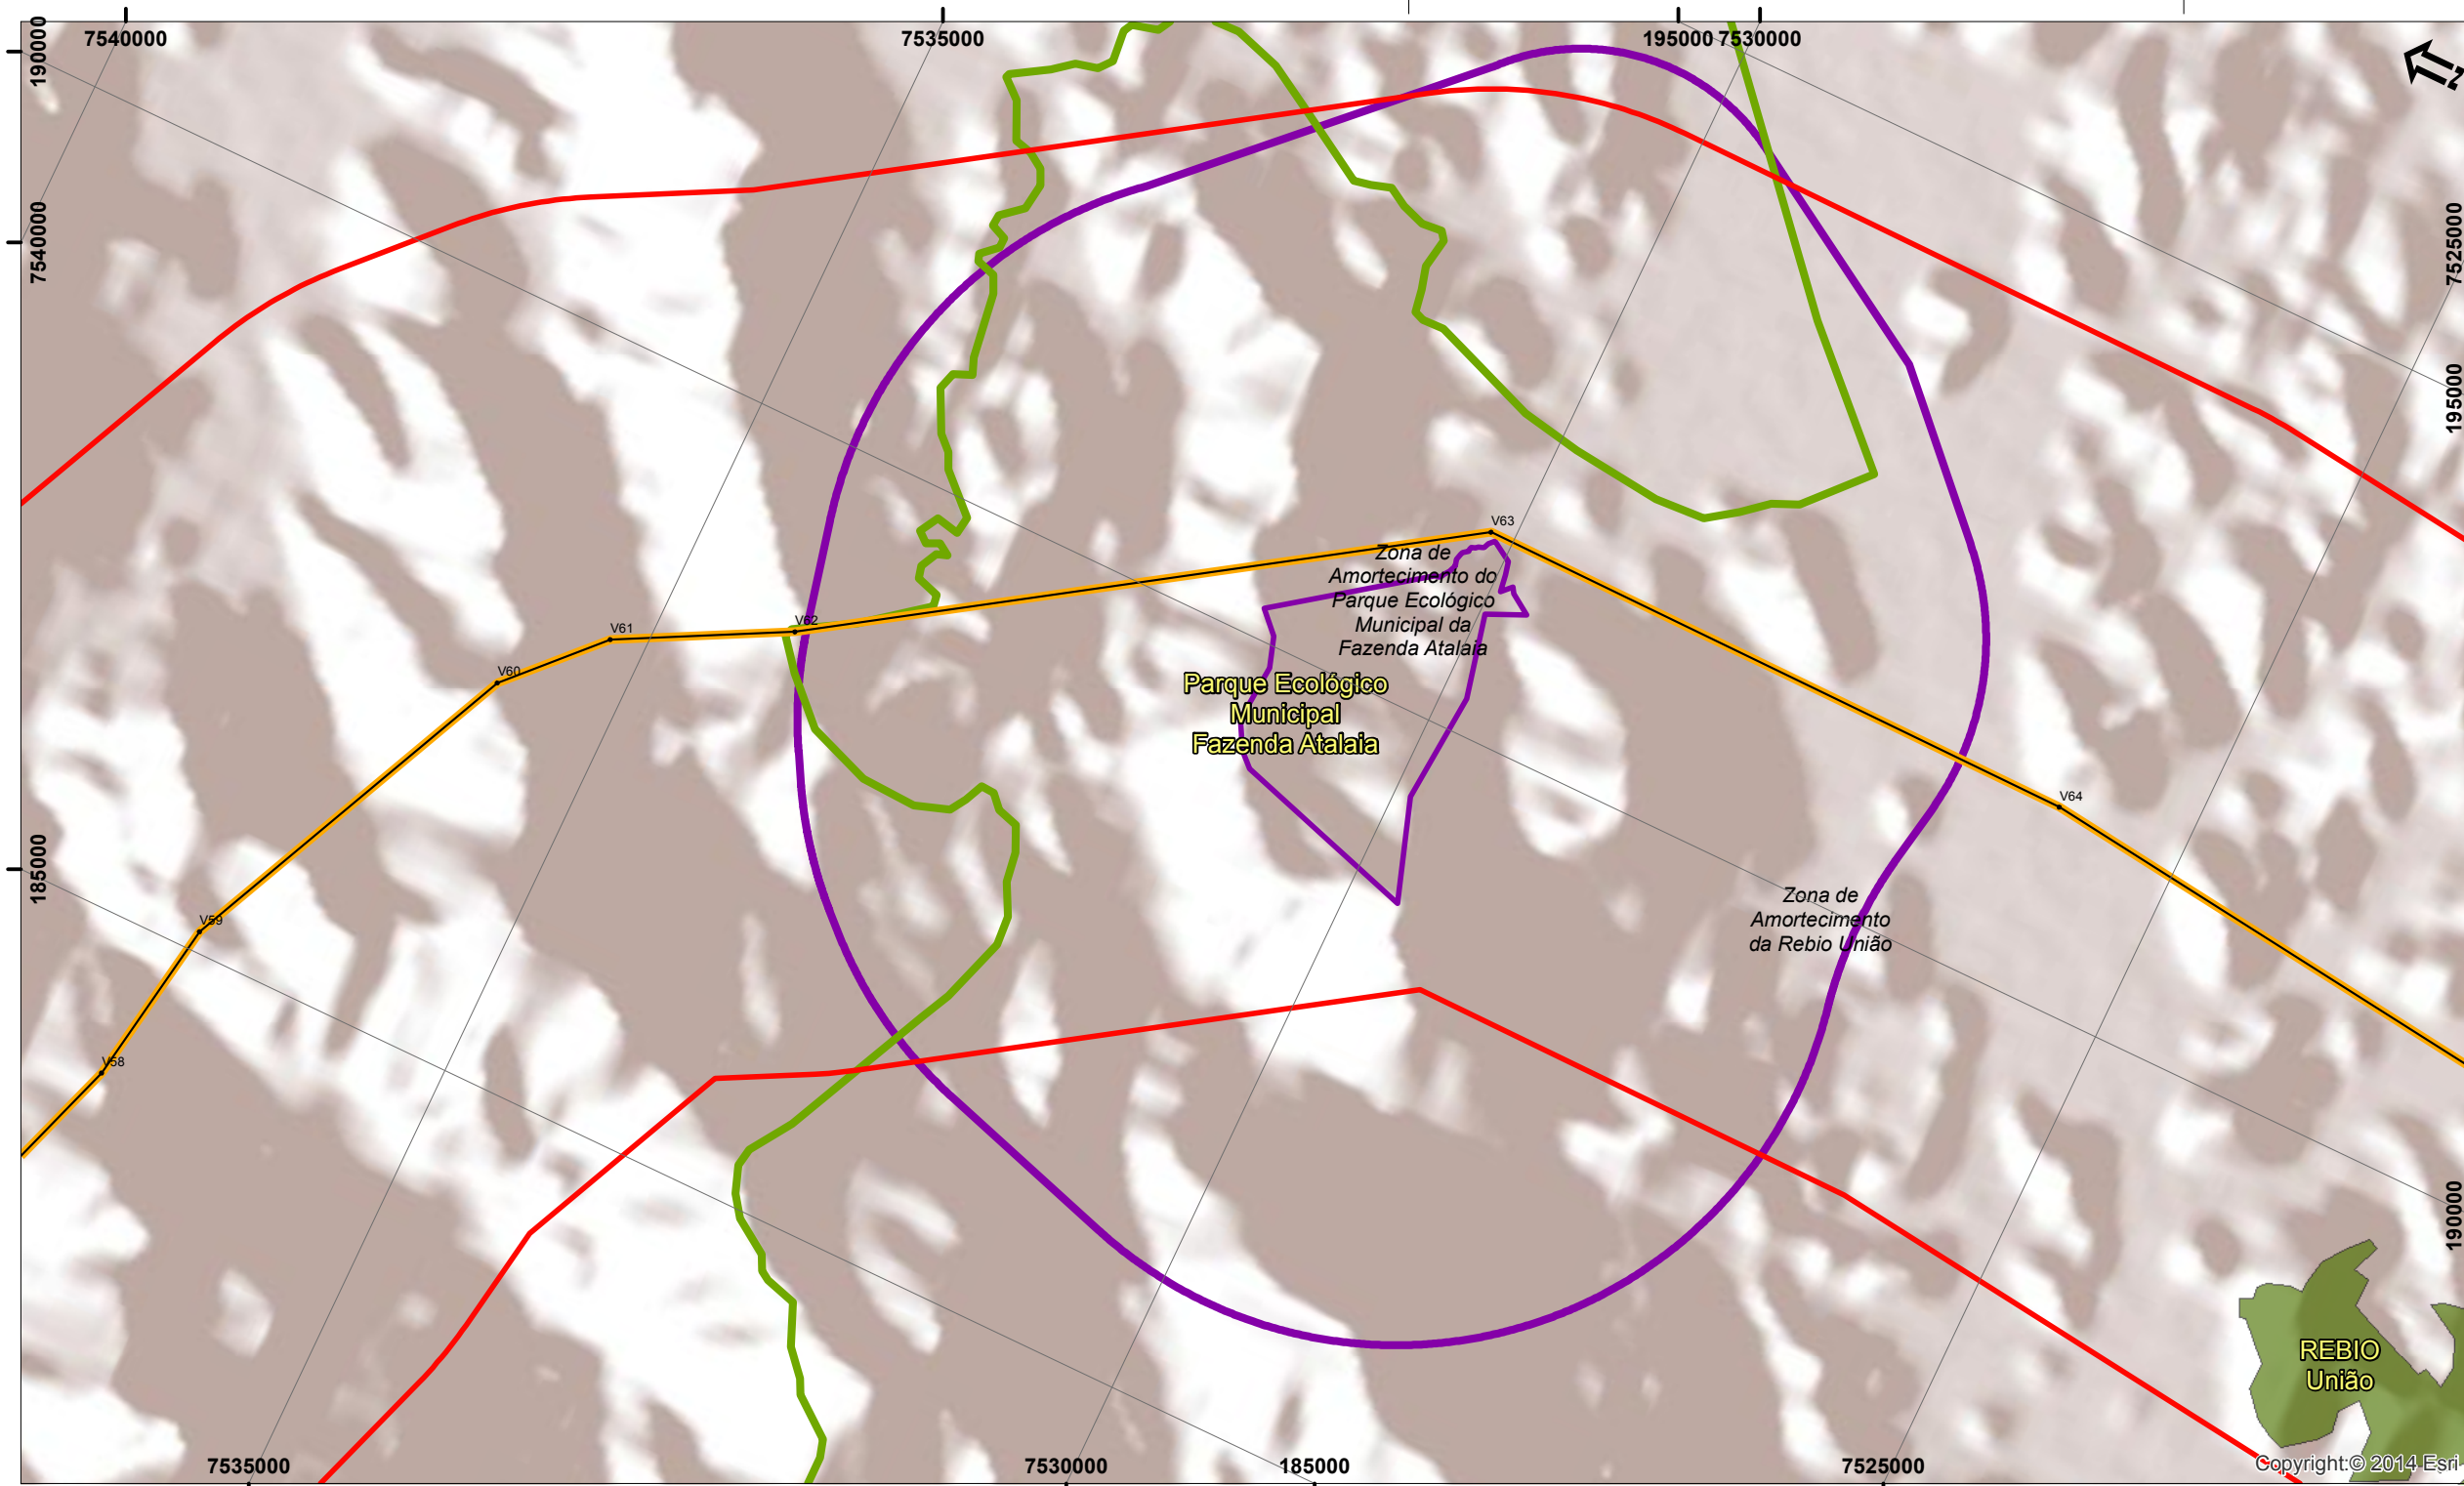 7540000
7535000
195000
7530000
190000
7540000
185000
7525000
195000
190000
V63
Zona de
Amortecimento do
Parque Ecológico
Municipal da
Fazenda Atalaia
V62
V61
V60
Parque Ecológico
Municipal
Fazenda Atalaia
V64
V59
Zona de
Amortecimento
da Rebio União
V58
REBIO
União
Copyright:© 2014 Esri
7535000
7530000
185000
7525000